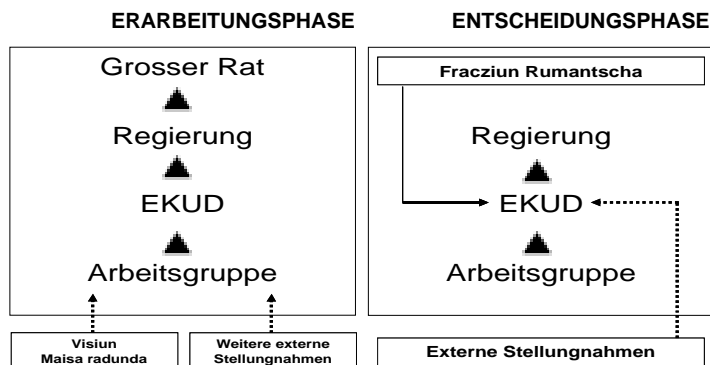 ERARBEITUNGSPHASE
Grosser Rat
Regierung
EKUD
Arbeitsgruppe
Visiun
Maisa radunda
Weitere externe
Stellungnahmen
ENTSCHEIDUNGSPHASE
Fracziun Rumantscha
Regierung
EKUD
Arbeitsgruppe
Externe Stellungnahmen